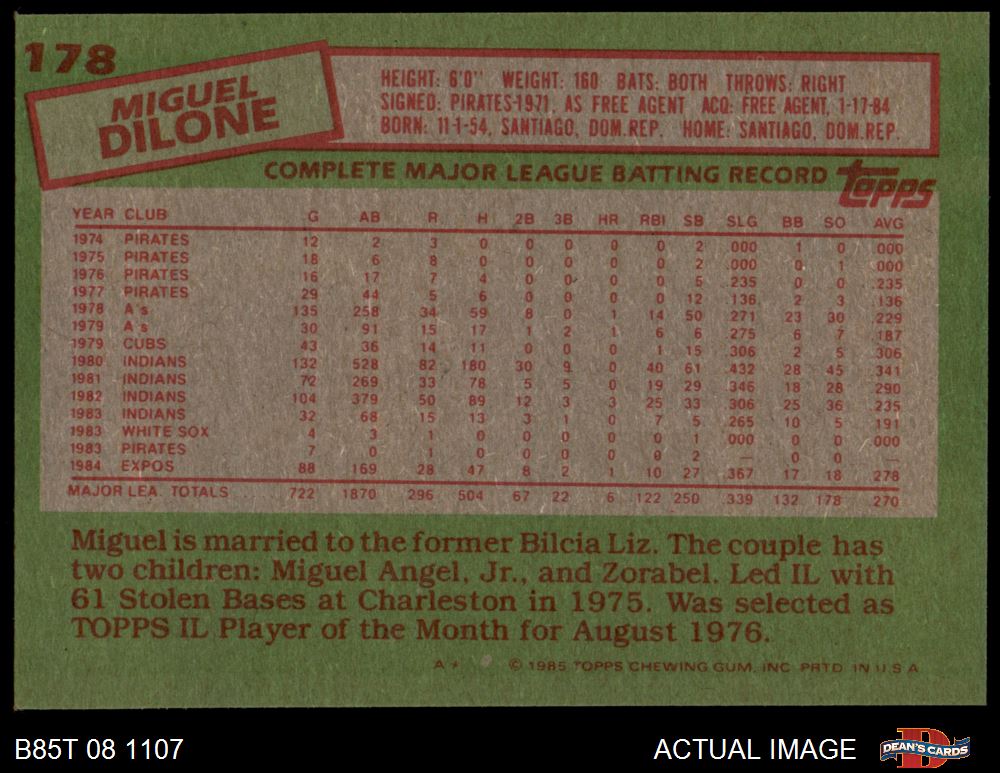 178
MIGUEL
DILONE
HEIGHT: 6'0" WEIGHT: 160 BATS: BOTH THROWS: RIGHT
SIGNED: PIRATES-1971, AS FREE AGENT ACQ: FREE AGENT, 1-17-84
BORN: 11-1-54, SANTIAGO, DOM.REP. HOME: SANTIAGO, DOM.REP.
COMPLETE MAJOR LEAGUE BATTING RECORD topps
YEAR CLUB G AB R H 2B 3B HR RBI SB SLG BB SO AVG
1974 PIRATES 12 2 3 0 0 0 0 0 2 .000 1 0 .000
1975 PIRATES 18 6 8 0 0 0 0 0 2 .000 0 1 .000
1976 PIRATES 16 17 7 4 0 0 0 0 5 .235 0 0 .235
1977 PIRATES 29 44 5 6 0 0 0 0 12 .136 2 3 .136
1978 A's 135 258 34 59 8 0 1 14 50 .271 23 30 .229
1979 A's 30 91 15 17 1 2 1 6 6 .275 6 7 .187
1979 CUBS 43 36 14 11 0 0 0 1 15 .306 2 5 .306
1980 INDIANS 132 528 82 180 30 9 0 40 61 .432 28 45 .341
1981 INDIANS 72 269 33 78 5 5 0 19 29 .346 18 28 .290
1982 INDIANS 104 379 50 89 12 3 3 25 33 .306 25 36 .235
1983 INDIANS 32 68 15 13 3 1 0 7 5 .265 10 5 .191
1983 WHITE SOX 4 3 1 0 0 0 0 0 1 .000 0 0 .000
1983 PIRATES 7 0 1 0 0 0 0 0 2 — 0 0 —
1984 EXPOS 88 169 28 47 8 2 1 10 27 .367 17 18 .278
MAJOR LEA. TOTALS 722 1870 296 504 67 22 6 122 250 .339 132 178 .270
Miguel is married to the former Bilcia Liz. The couple has
two children: Miguel Angel, Jr., and Zorabel. Led IL with
61 Stolen Bases at Charleston in 1975. Was selected as
TOPPS IL Player of the Month for August 1976.
A* © 1985 TOPPS CHEWING GUM, INC. PRTD. IN U.S.A.
B85T 08 1107
ACTUAL IMAGE
DEAN'S CARDS